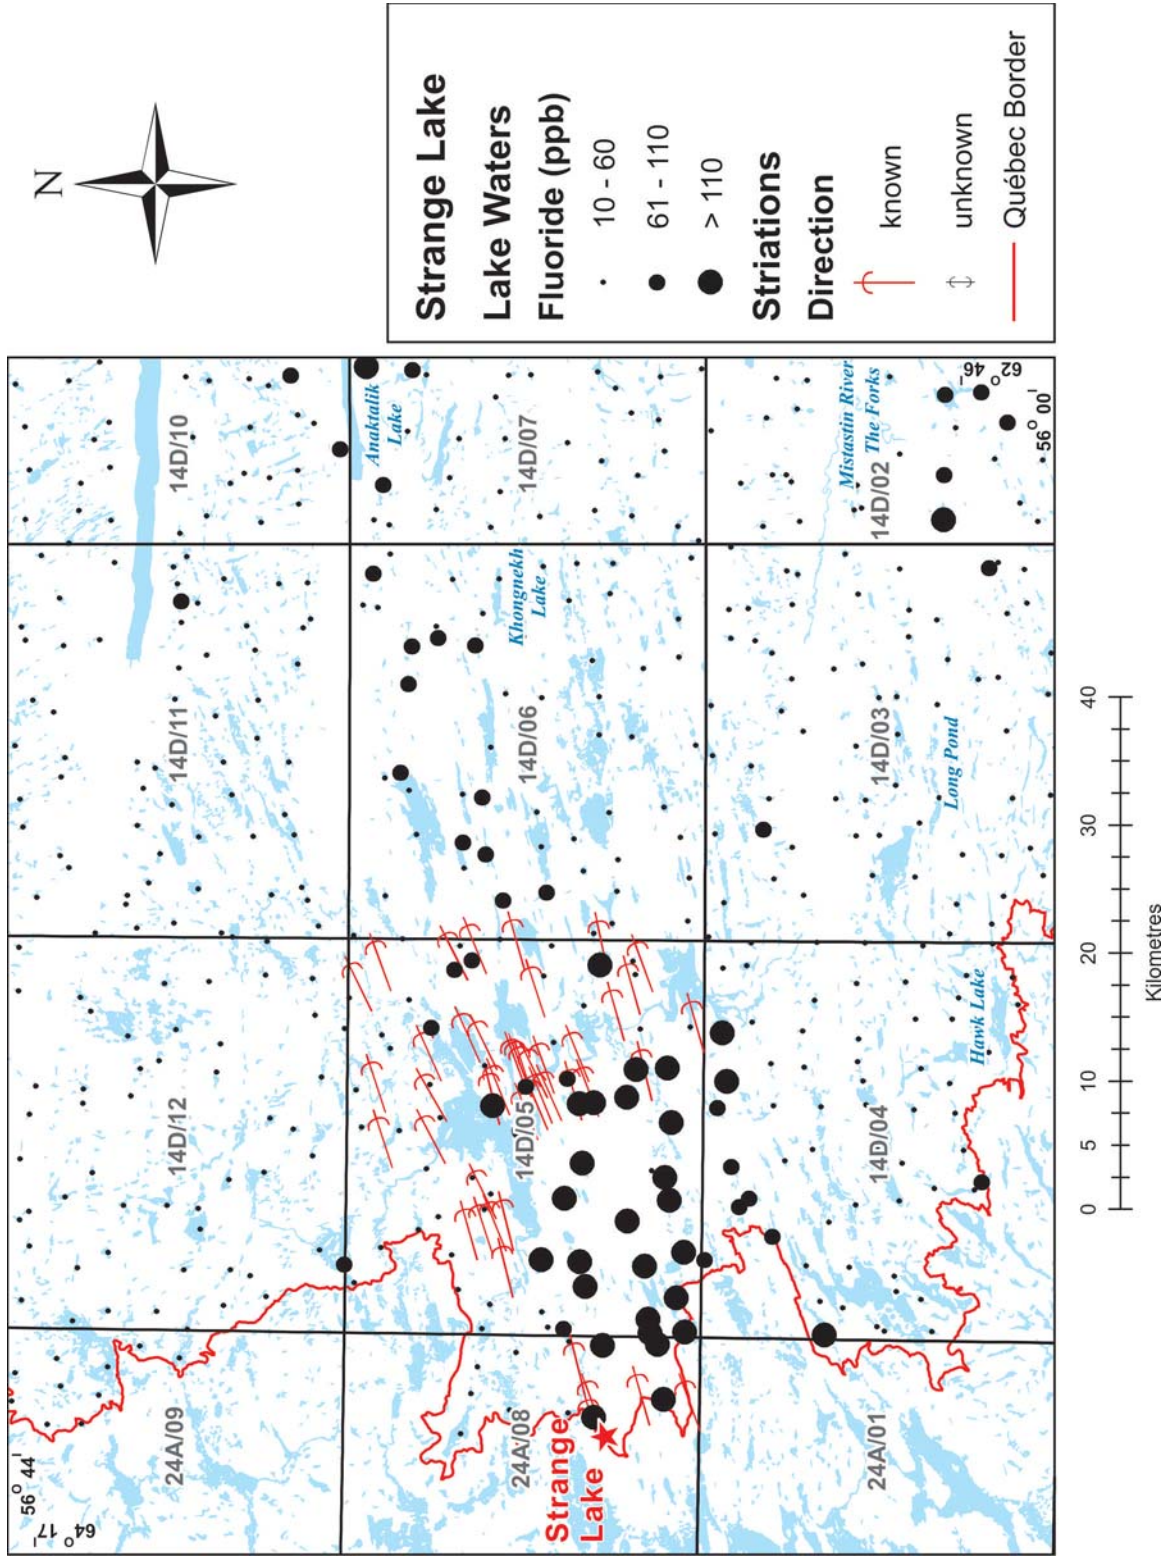 N
Strange Lake
Lake Waters
Fluoride (ppb)
10 - 60
61 - 110
> 110
Striations
Direction
known
unknown
Québec Border
56° 44'
64° 17'
24A/09
14D/12
14D/11
14D/10
24A/08
14D/05
14D/06
14D/07
24A/01
14D/04
14D/03
14D/02
Strange
Lake
Anaktalik
Lake
Khongnekh
Lake
Mistastin River
The Forks
Long Pond
Hawk Lake
62° 46'
56° 00'
0 5 10 20 30 40
Kilometres